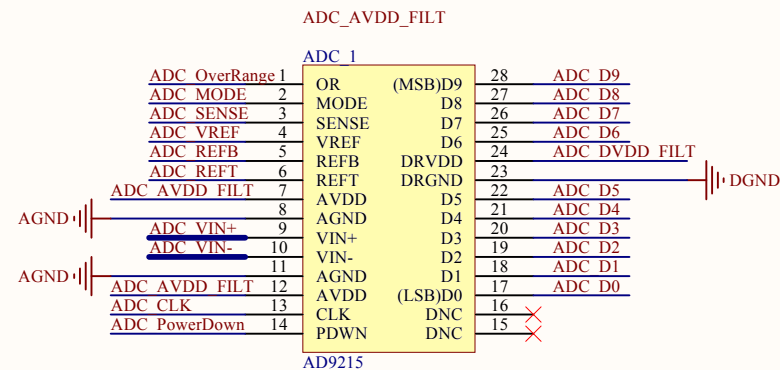 ADC_AVDD_FILT
ADC_1
ADC_OverRange 1 OR (MSB)D9 28 ADC_D9
ADC_MODE 2 MODE D8 27 ADC_D8
ADC_SENSE 3 SENSE D7 26 ADC_D7
ADC_VREF 4 VREF D6 25 ADC_D6
ADC_REFB 5 REFB DRVDD 24 ADC_DVDD_FILT
ADC_REFT 6 REFT DRGND 23 DGND
ADC_AVDD_FILT 7 AVDD D5 22 ADC_D5
AGND 8 AGND D4 21 ADC_D4
ADC_VIN+ 9 VIN+ D3 20 ADC_D3
ADC_VIN- 10 VIN- D2 19 ADC_D2
AGND 11 AGND D1 18 ADC_D1
ADC_AVDD_FILT 12 AVDD (LSB)D0 17 ADC_D0
ADC_CLK 13 CLK DNC 16
ADC_PowerDown 14 PDWN DNC 15
AD9215